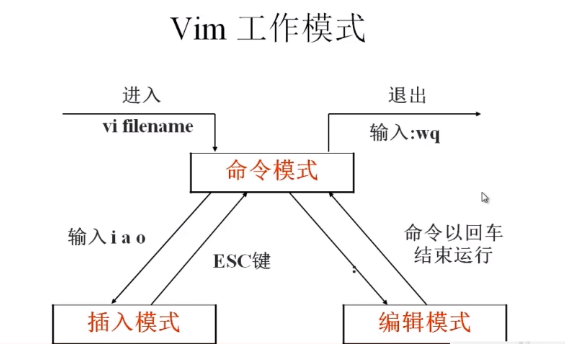 Vim 工作模式
进入
vi filename
退出
输入:wq
命令模式
输入 i a o
ESC键
:
命令以回车
结束运行
插入模式
编辑模式